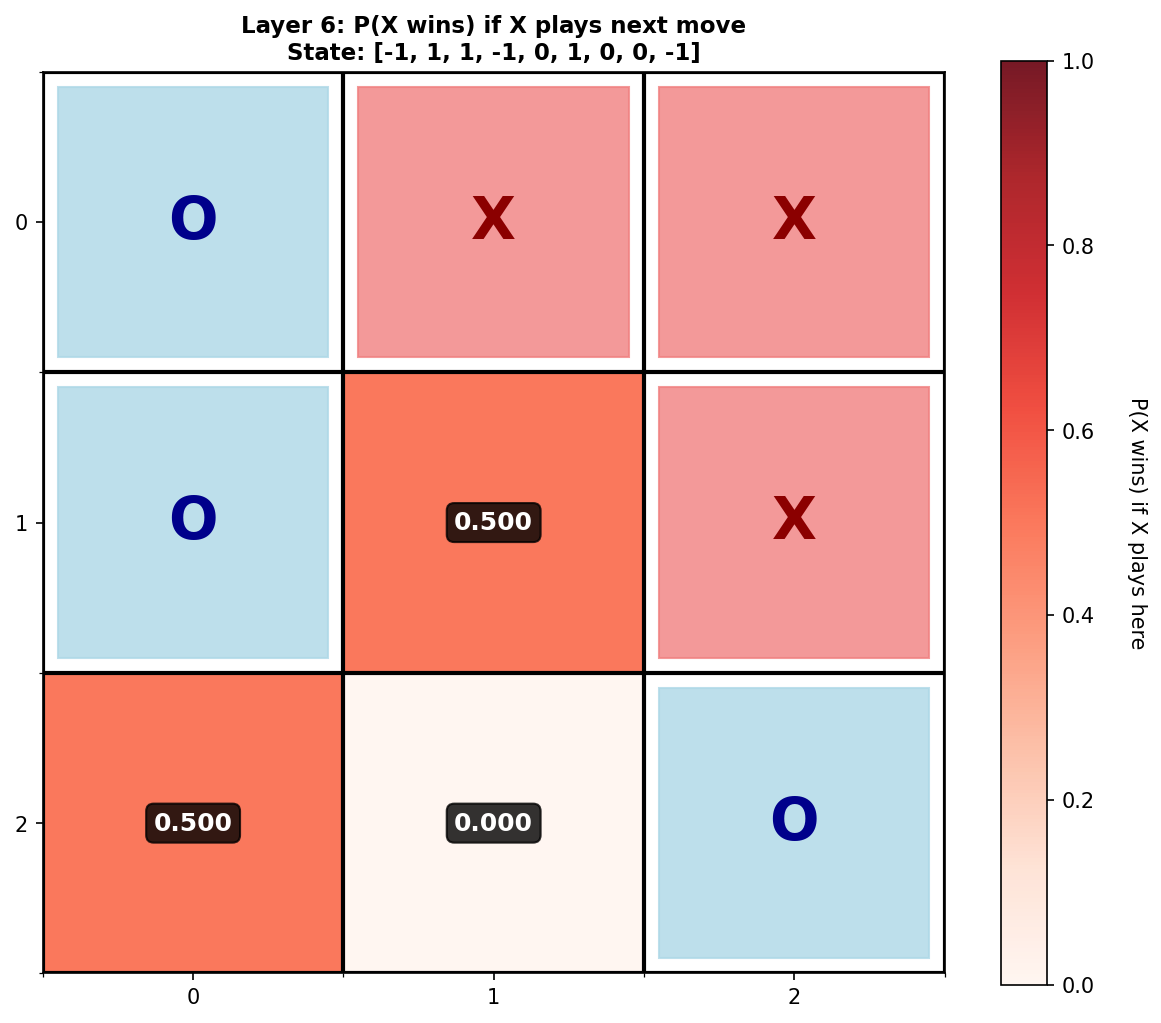 Layer 6: P(X wins) if X plays next move
State: [-1, 1, 1, -1, 0, 1, 0, 0, -1]
O X X
O 0.500 X
0.500 0.000 O
0
1
2
0 1 2
1.0
0.8
0.6
0.4
0.2
0.0
P(X wins) if X plays here